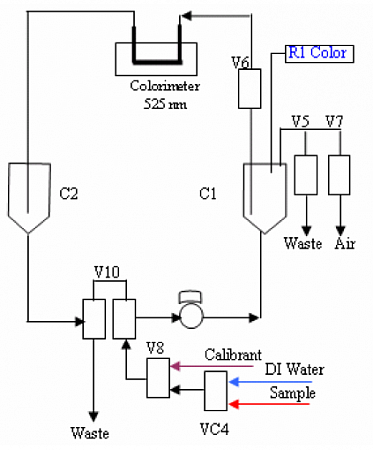 R1 Color
V6
Colorimeter
525 nm
V5 V7
C2
C1
Waste Air
V10
V8
Calibrant
DI Water
Sample
VC4
Waste